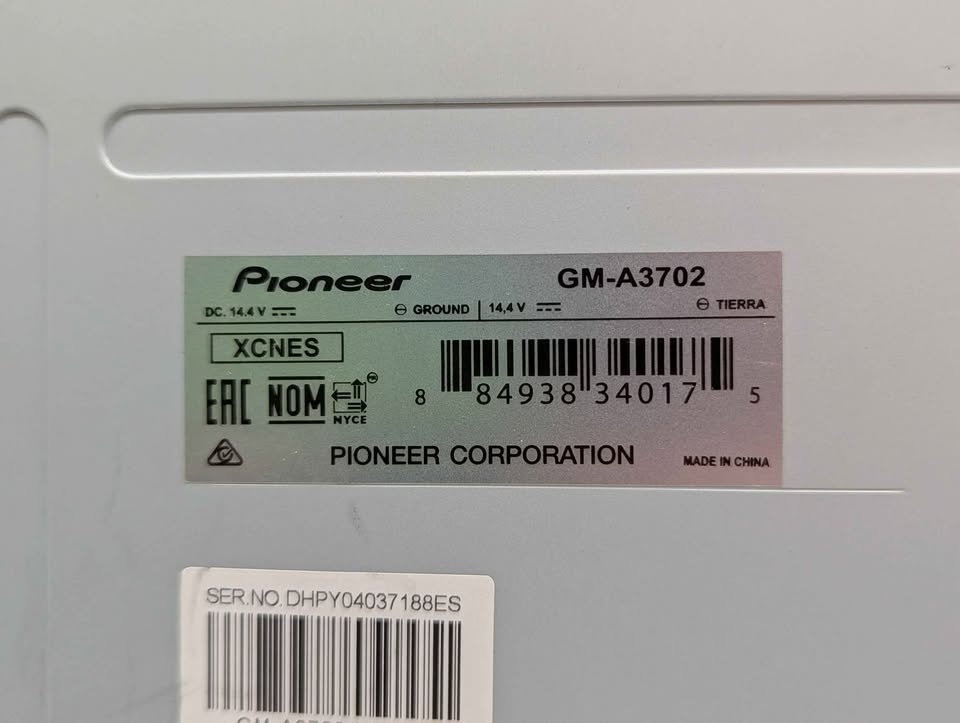 Pioneer GM-A3702
DC. 14.4 V GROUND 14,4 V TIERRA
XCNES
EAC NOM NYCE
8 84938 34017 5
PIONEER CORPORATION MADE IN CHINA
SER.NO.DHPY04037188ES